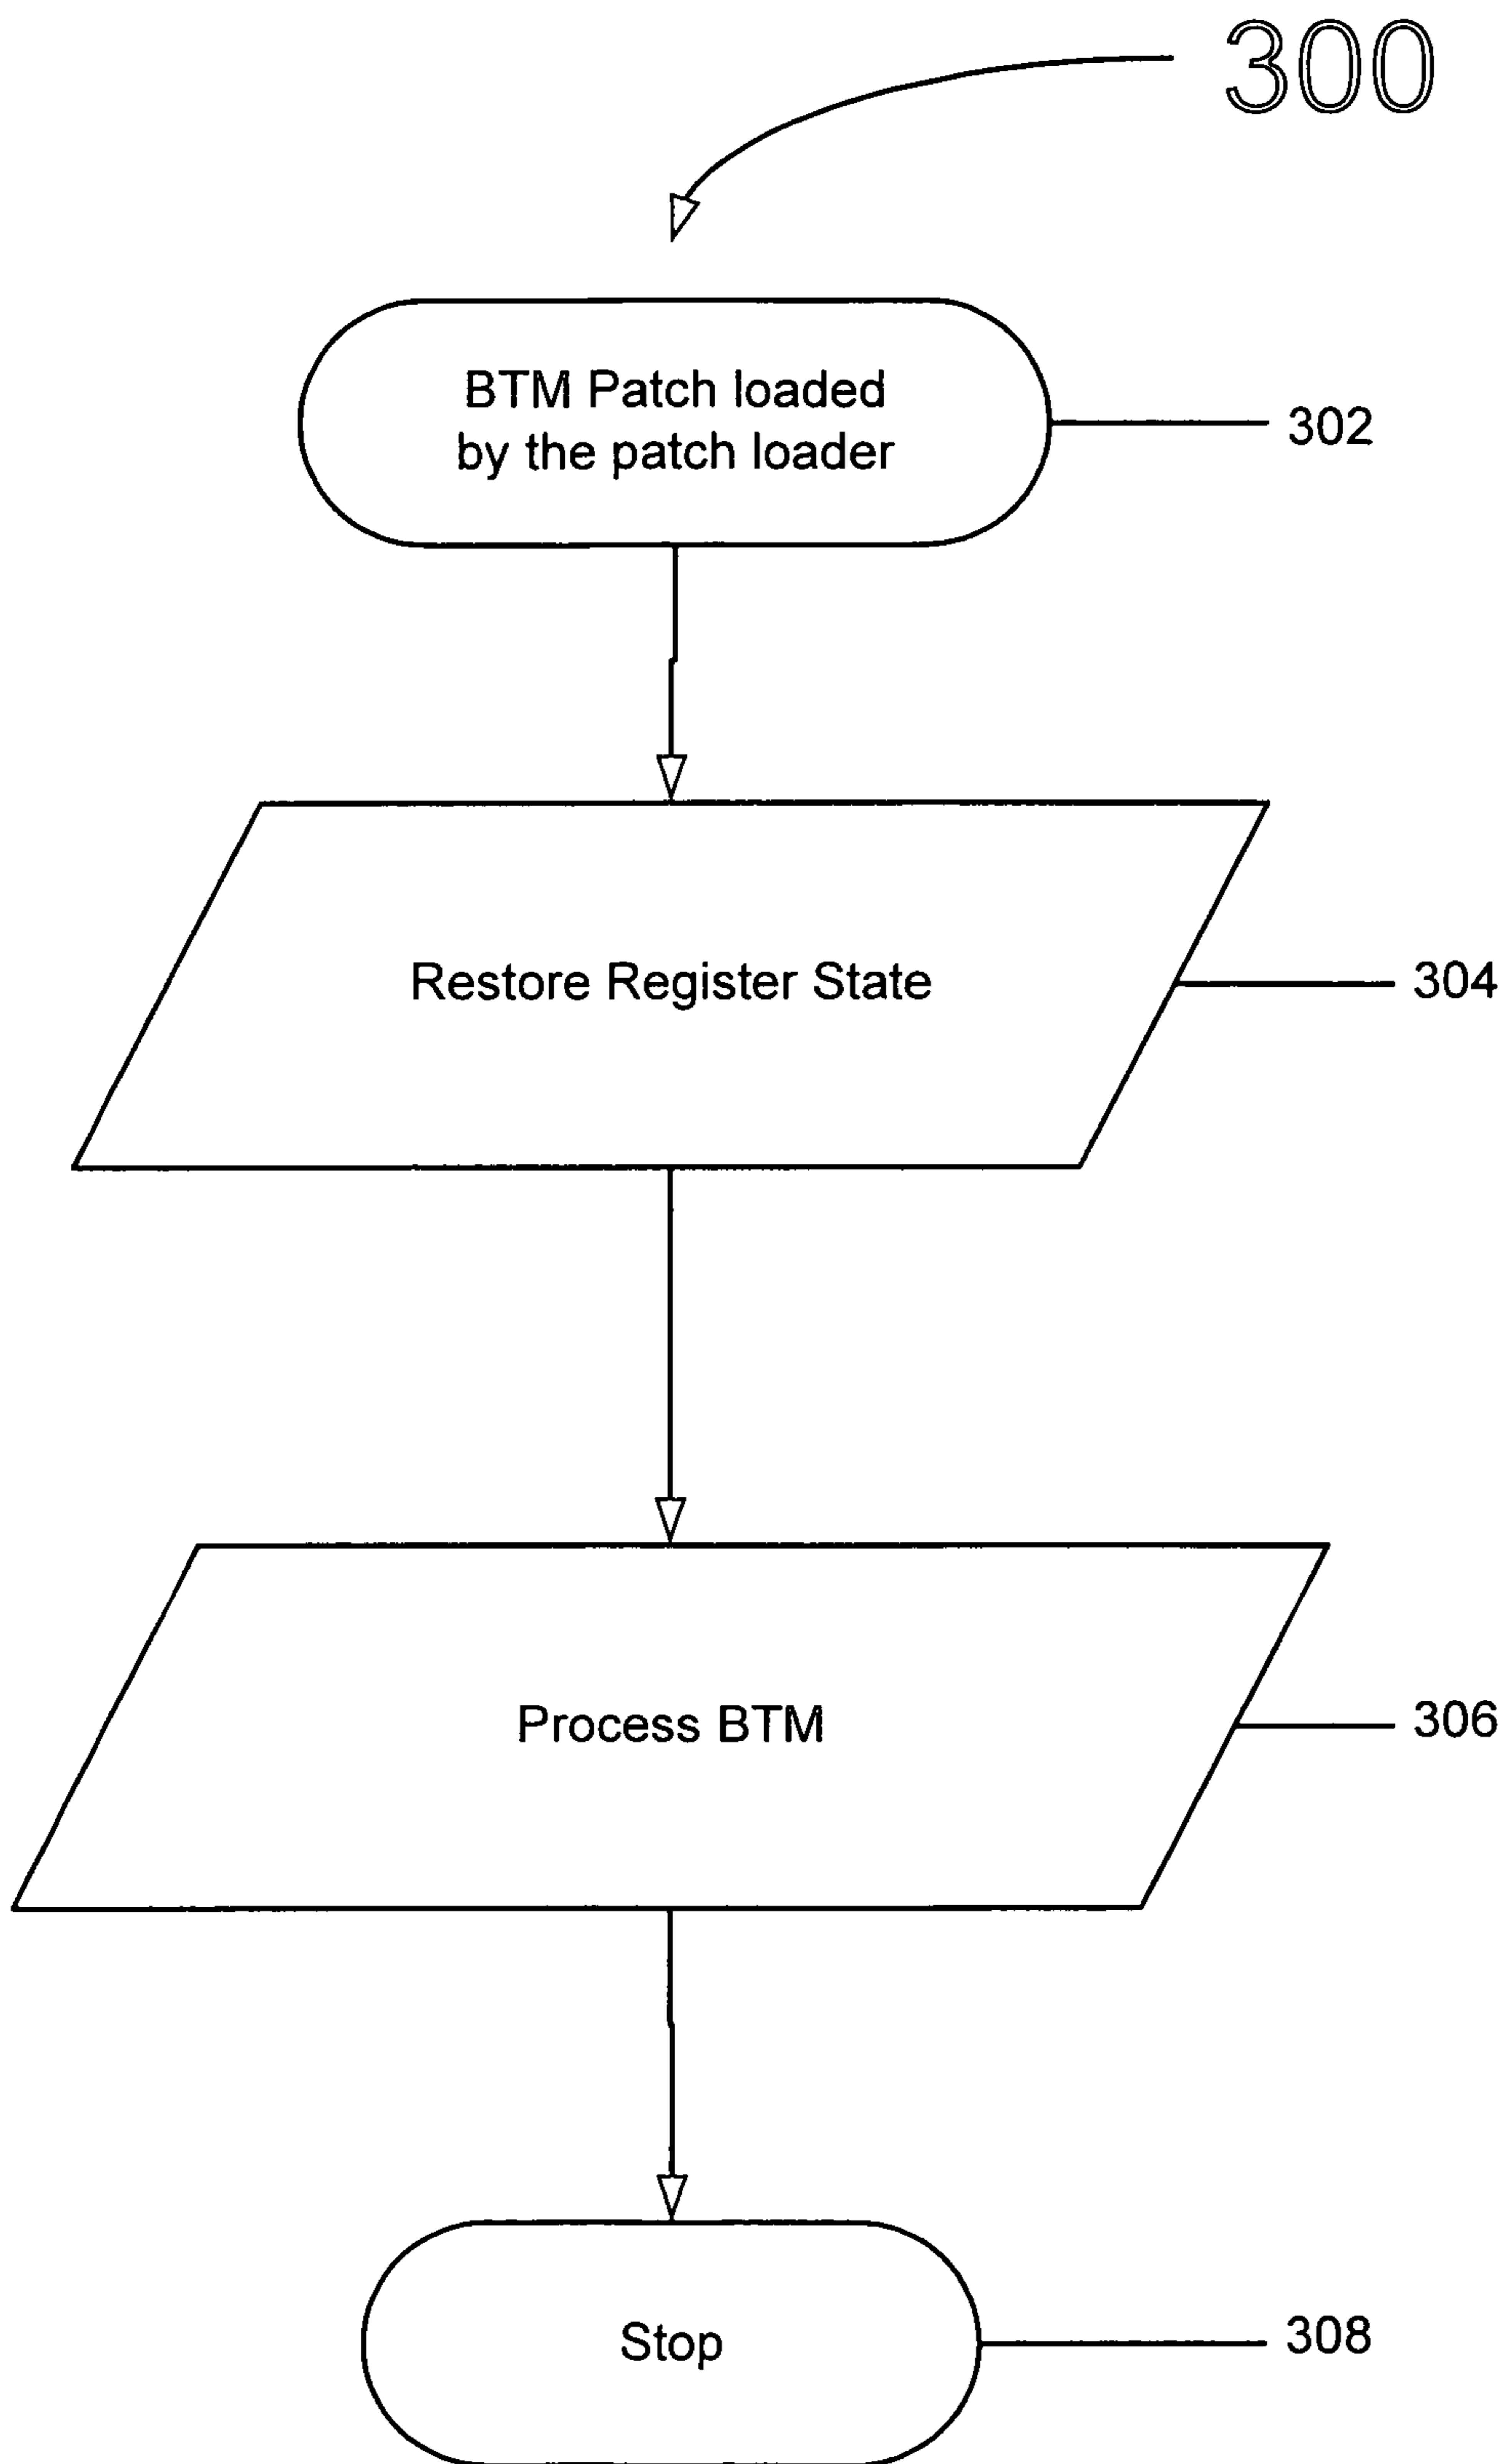 300
BTM Patch loaded
by the patch loader
302
Restore Register State
304
Process BTM
306
Stop
308